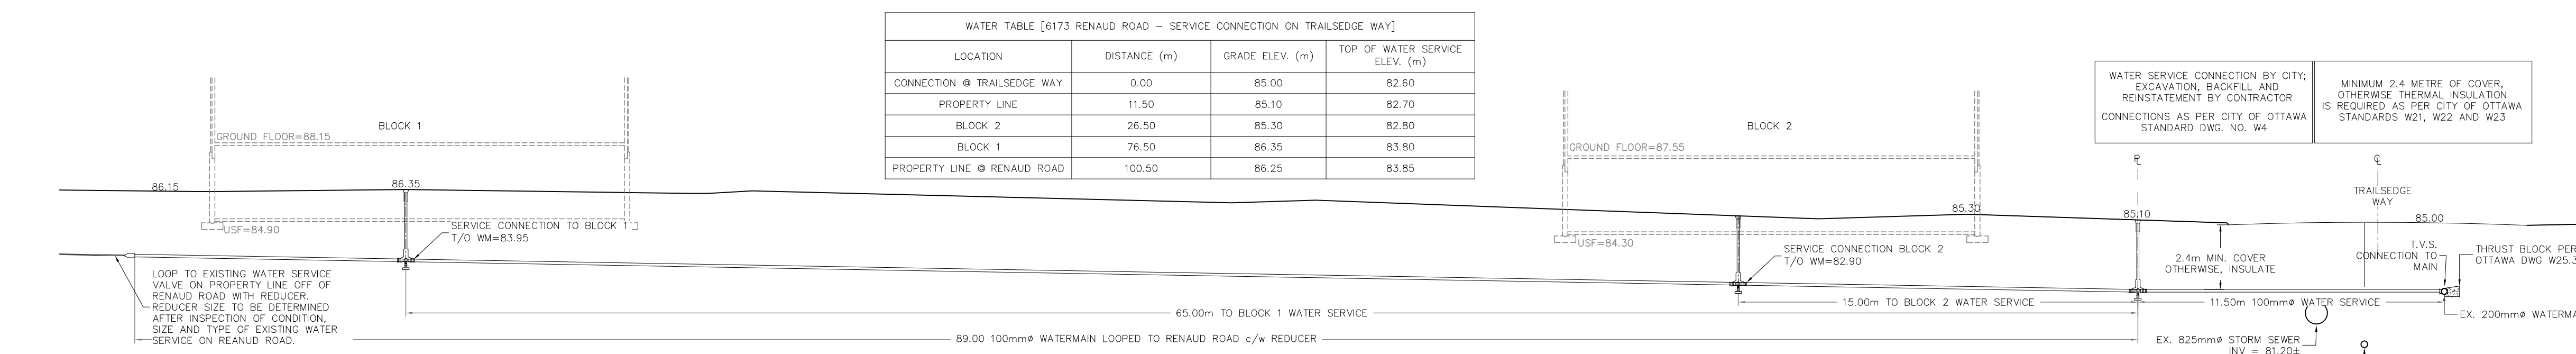 WATER TABLE [6173 RENAUD ROAD – SERVICE CONNECTION ON TRAILSEDGE WAY]
LOCATION DISTANCE (m) GRADE ELEV. (m) TOP OF WATER SERVICE
ELEV. (m)
CONNECTION @ TRAILSEDGE WAY 0.00 85.00 82.60
PROPERTY LINE 11.50 85.10 82.70
BLOCK 2 26.50 85.30 82.80
BLOCK 1 76.50 86.35 83.80
PROPERTY LINE @ RENAUD ROAD 100.50 86.25 83.85
WATER SERVICE CONNECTION BY CITY;
EXCAVATION, BACKFILL AND
REINSTATEMENT BY CONTRACTOR
CONNECTIONS AS PER CITY OF OTTAWA
STANDARD DWG. NO. W4
MINIMUM 2.4 METRE OF COVER,
OTHERWISE THERMAL INSULATION
IS REQUIRED AS PER CITY OF OTTAWA
STANDARDS W21, W22 AND W23
BLOCK 1
GROUND FLOOR=88.15
86.15
86.35
USF=84.90
SERVICE CONNECTION TO BLOCK 1
T/O WM=83.95
LOOP TO EXISTING WATER SERVICE
VALVE ON PROPERTY LINE OFF OF
RENAUD ROAD WITH REDUCER.
REDUCER SIZE TO BE DETERMINED
AFTER INSPECTION OF CONDITION,
SIZE AND TYPE OF EXISTING WATER
SERVICE ON REANUD ROAD.
BLOCK 2
GROUND FLOOR=87.55
85.30
USF=84.30
SERVICE CONNECTION BLOCK 2
T/O WM=82.90
PL
85.10
CL
TRAILSEDGE
WAY
85.00
2.4m MIN. COVER
OTHERWISE, INSULATE
T.V.S.
CONNECTION TO
MAIN
THRUST BLOCK PER
OTTAWA DWG W25.3
15.00m TO BLOCK 2 WATER SERVICE
11.50m 100mmø WATER SERVICE
65.00m TO BLOCK 1 WATER SERVICE
EX. 200mmø WATERMA
89.00 100mmø WATERMAIN LOOPED TO RENAUD ROAD c/w REDUCER
EX. 825mmø STORM SEWER
INV = 81.20±